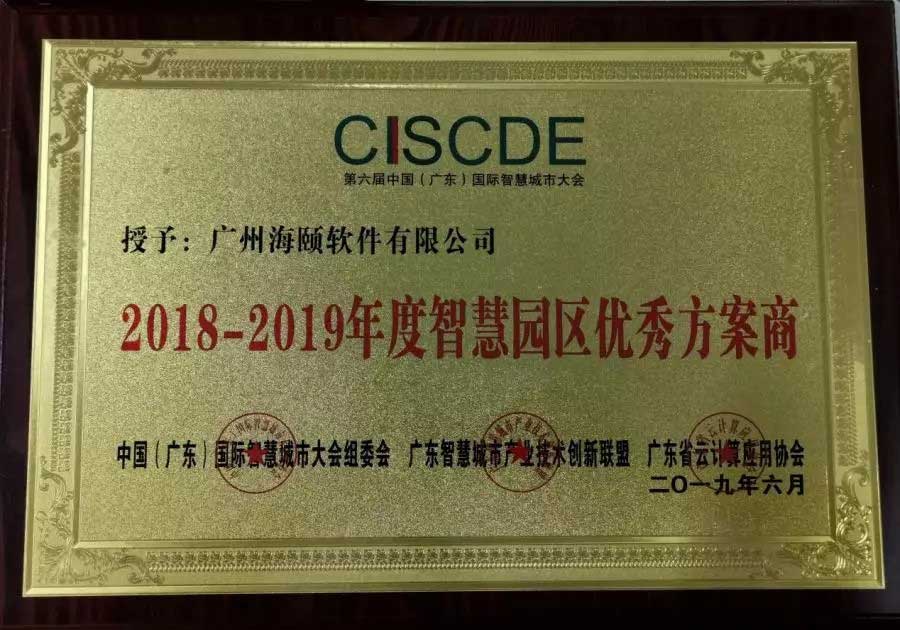 CISCDE
第六届中国（广东）国际智慧城市大会
授予：广州海颐软件有限公司
2018-2019年度智慧园区优秀方案商
中国（广东）国际智慧城市大会组委会 广东智慧城市产业技术创新联盟 广东省云计算应用协会
二〇一九年六月